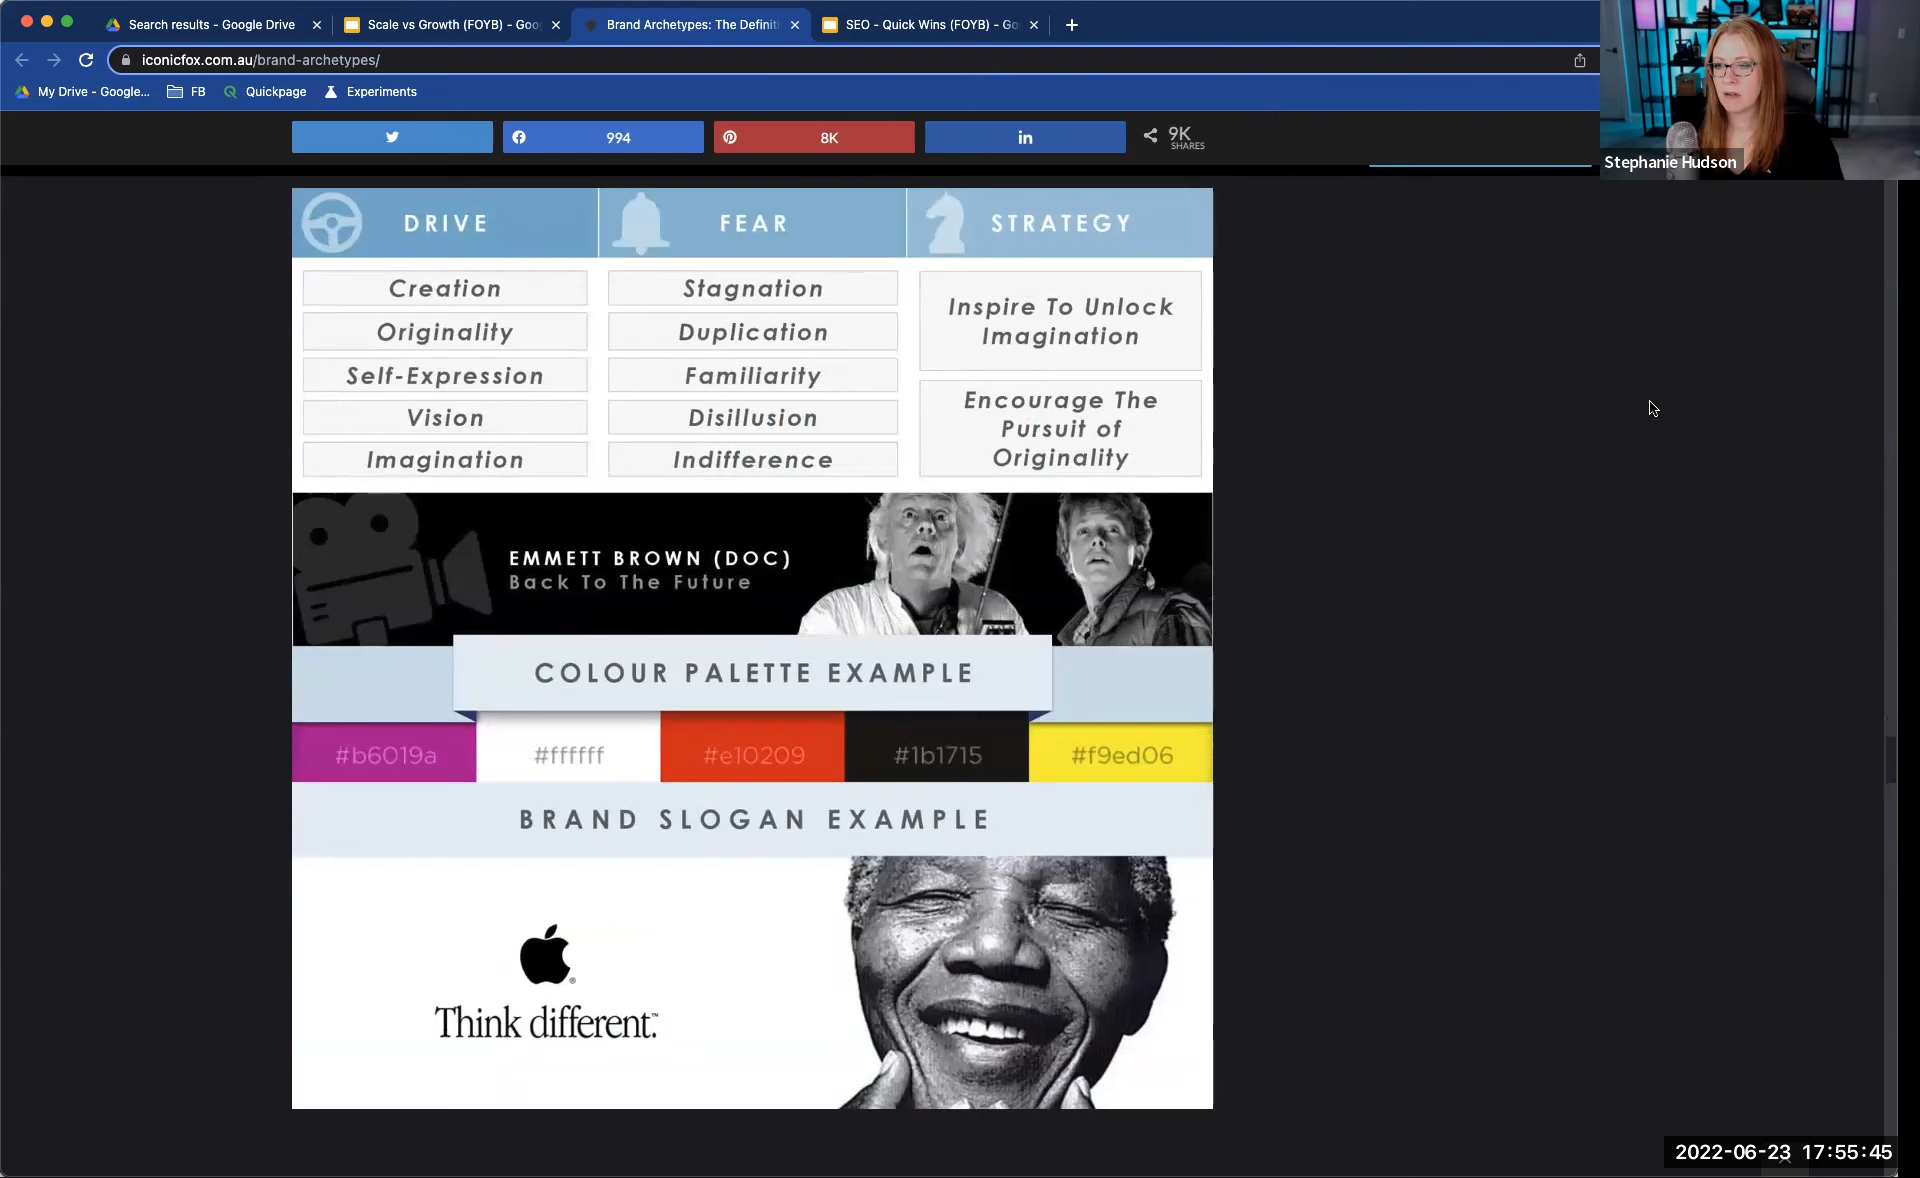 Search results - Google Drive
Scale vs Growth (FOYB) - Goo
Brand Archetypes: The Definiti
SEO - Quick Wins (FOYB) - Go
iconicfox.com.au/brand-archetypes/
My Drive - Google...
FB
Quickpage
Experiments
994
8K
in
9K
SHARES
Stephanie Hudson
DRIVE
FEAR
STRATEGY
Creation
Stagnation
Inspire To Unlock
Imagination
Originality
Duplication
Self-Expression
Familiarity
Encourage The
Pursuit of
Originality
Vision
Disillusion
Imagination
Indifference
EMMETT BROWN (DOC)
Back To The Future
COLOUR PALETTE EXAMPLE
#b6019a
#ffffff
#e10209
#1b1715
#f9ed06
BRAND SLOGAN EXAMPLE
Think different.™
2022-06-23 17:55:45